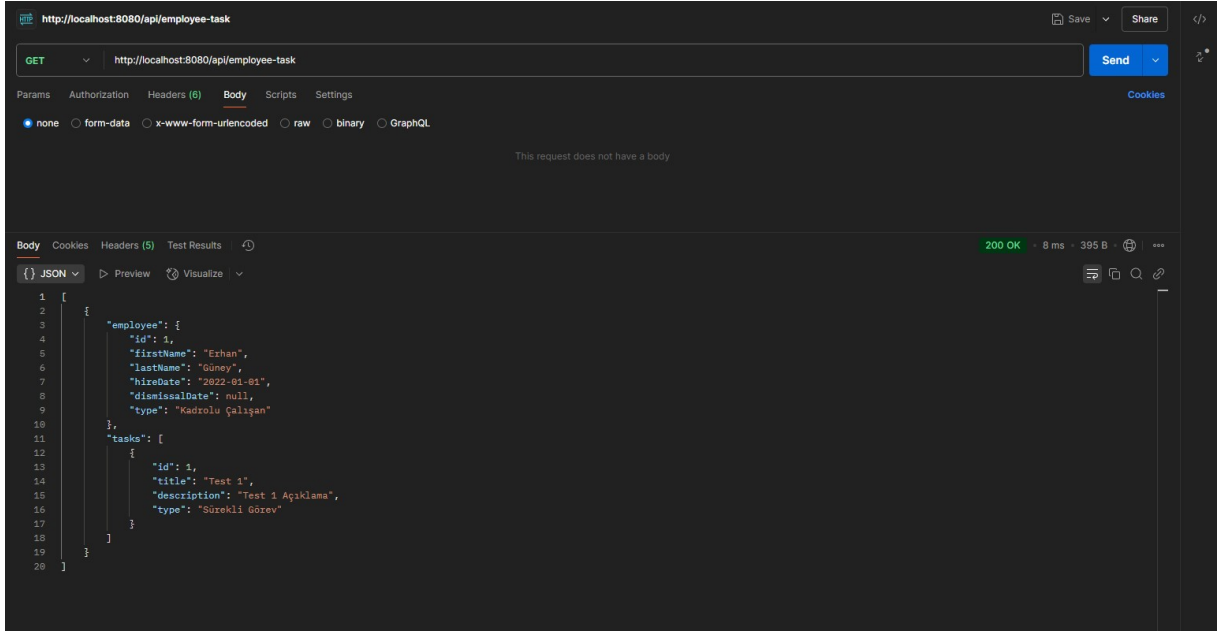 HTTP http://localhost:8080/api/employee-task Save Share </>
GET http://localhost:8080/api/employee-task Send
Params Authorization Headers (6) Body Scripts Settings Cookies
none form-data x-www-form-urlencoded raw binary GraphQL
This request does not have a body
Body Cookies Headers (5) Test Results 200 OK 8 ms 395 B
{} JSON Preview Visualize
1 [
2 {
3 "employee": {
4 "id": 1,
5 "firstName": "Erhan",
6 "lastName": "Güney",
7 "hireDate": "2022-01-01",
8 "dismissalDate": null,
9 "type": "Kadrolu Çalışan"
10 },
11 "tasks": [
12 {
13 "id": 1,
14 "title": "Test 1",
15 "description": "Test 1 Açıklama",
16 "type": "Sürekli Görev"
17 }
18 ]
19 }
20 ]